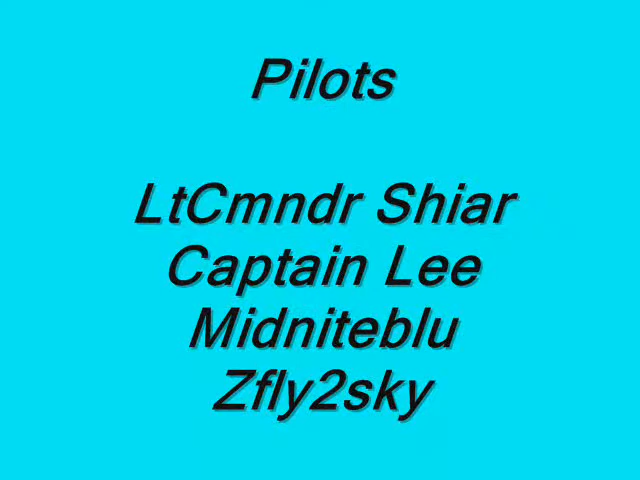 Pilots
LtCmndr Shiar
Captain Lee
Midniteblu
Zfly2sky